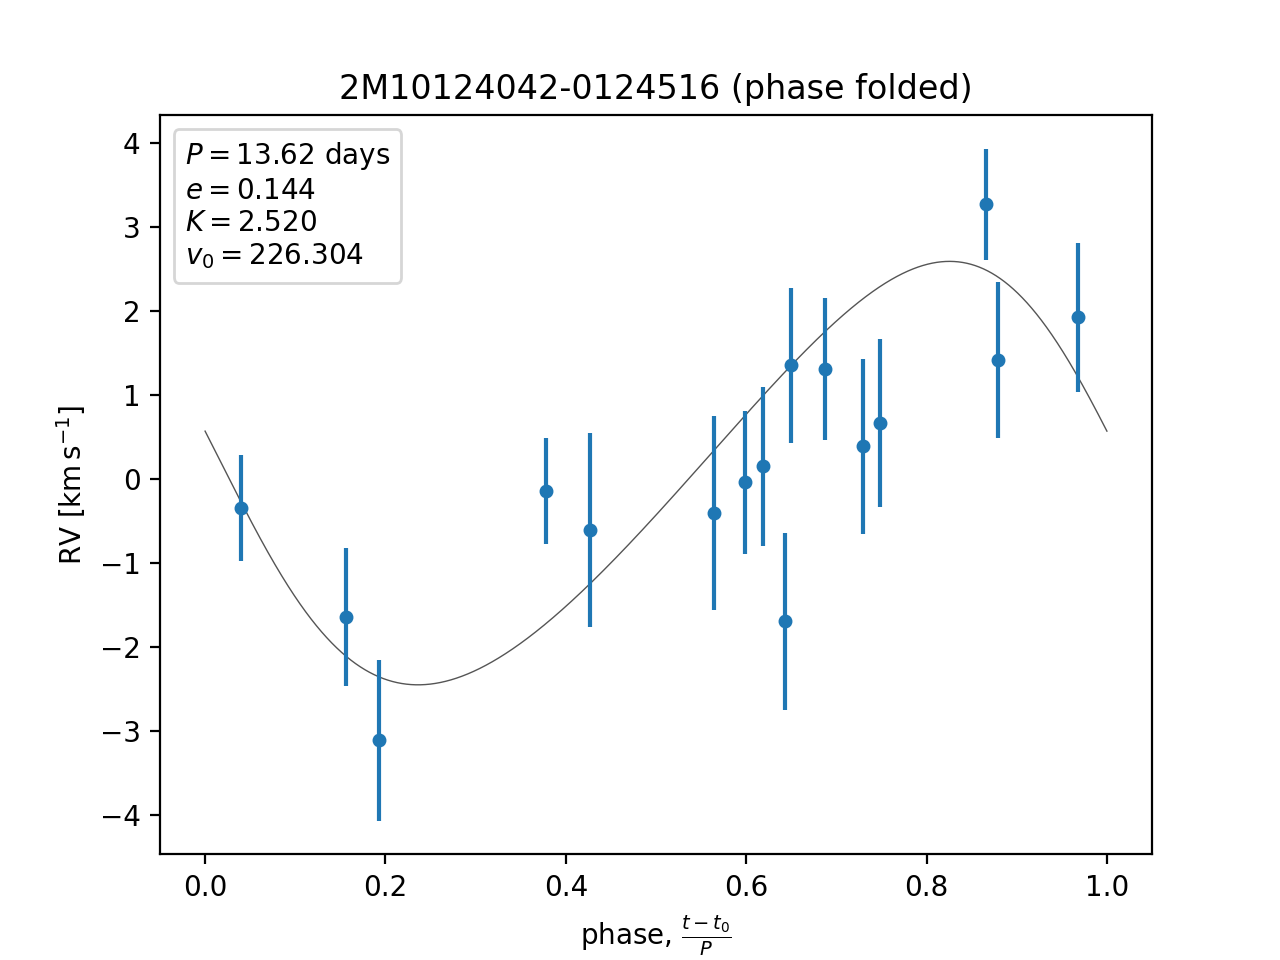 2M10124042-0124516 (phase folded)
P = 13.62 days
e = 0.144
K = 2.520
v₀ = 226.304
4
3
2
1
0
−1
−2
−3
−4
RV [km s⁻¹]
0.0 0.2 0.4 0.6 0.8 1.0
phase, (t − t₀)/P